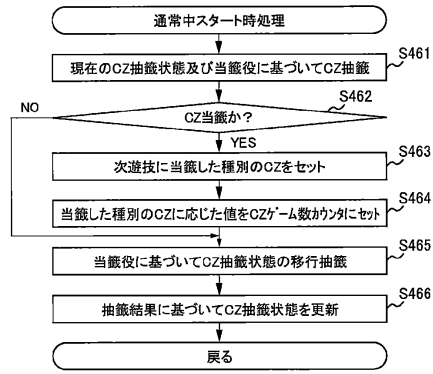 通常中スタート時処理
S461
現在のCZ抽籤状態及び当籤役に基づいてCZ抽籤
S462
NO
CZ当籤か?
YES
S463
次遊技に当籤した種別のCZをセット
S464
当籤した種別のCZに応じた値をCZゲーム数カウンタにセット
S465
当籤役に基づいてCZ抽籤状態の移行抽籤
S466
抽籤結果に基づいてCZ抽籤状態を更新
戻る